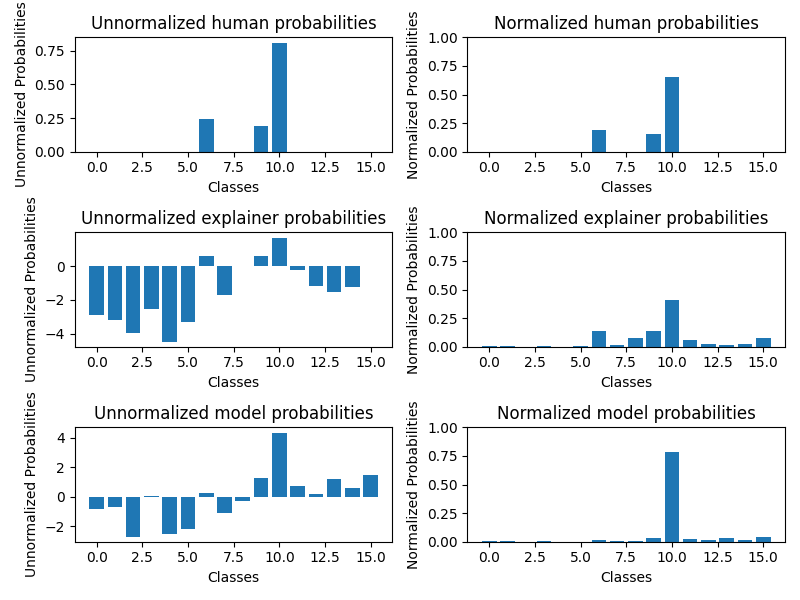 Unnormalized human probabilities
Unnormalized Probabilities
0.75
0.50
0.25
0.00
0.0 2.5 5.0 7.5 10.0 12.5 15.0
Classes
Normalized human probabilities
Normalized Probabilities
1.00
0.75
0.50
0.25
0.00
0.0 2.5 5.0 7.5 10.0 12.5 15.0
Classes
Unnormalized explainer probabilities
Unnormalized Probabilities
0
−2
−4
0.0 2.5 5.0 7.5 10.0 12.5 15.0
Classes
Normalized explainer probabilities
Normalized Probabilities
1.00
0.75
0.50
0.25
0.00
0.0 2.5 5.0 7.5 10.0 12.5 15.0
Classes
Unnormalized model probabilities
Unnormalized Probabilities
4
2
0
−2
0.0 2.5 5.0 7.5 10.0 12.5 15.0
Classes
Normalized model probabilities
Normalized Probabilities
1.00
0.75
0.50
0.25
0.00
0.0 2.5 5.0 7.5 10.0 12.5 15.0
Classes